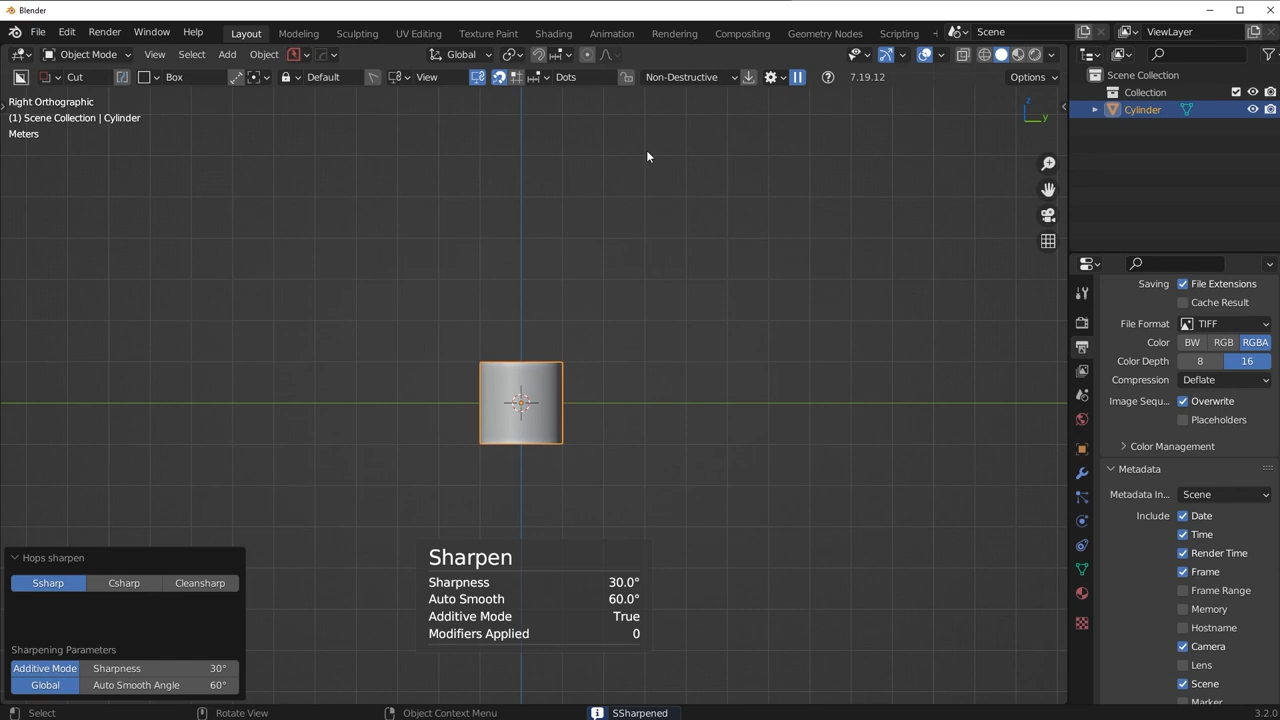 Blender
File Edit Render Window Help Layout Modeling Sculpting UV Editing Texture Paint Shading Animation Rendering Compositing Geometry Nodes Scripting Scene ViewLayer
Object Mode View Select Add Object Global
Cut Box Default View Dots Non-Destructive 7.19.12 Options
Right Orthographic
(1) Scene Collection | Cylinder
Meters
z
y
Scene Collection
Collection
Cylinder
Saving File Extensions
Cache Result
File Format TIFF
Color BW RGB RGBA
Color Depth 8 16
Compression Deflate
Image Sequ... Overwrite
Placeholders
Color Management
Metadata
Metadata In... Scene
Include Date
Time
Render Time
Frame
Frame Range
Memory
Hostname
Camera
Lens
Scene
Marker
Hops sharpen
Ssharp Csharp Cleansharp
Sharpening Parameters
Additive Mode Sharpness 30°
Global Auto Smooth Angle 60°
Sharpen
Sharpness 30.0°
Auto Smooth 60.0°
Additive Mode True
Modifiers Applied 0
Select Rotate View Object Context Menu SSharpened 3.2.0